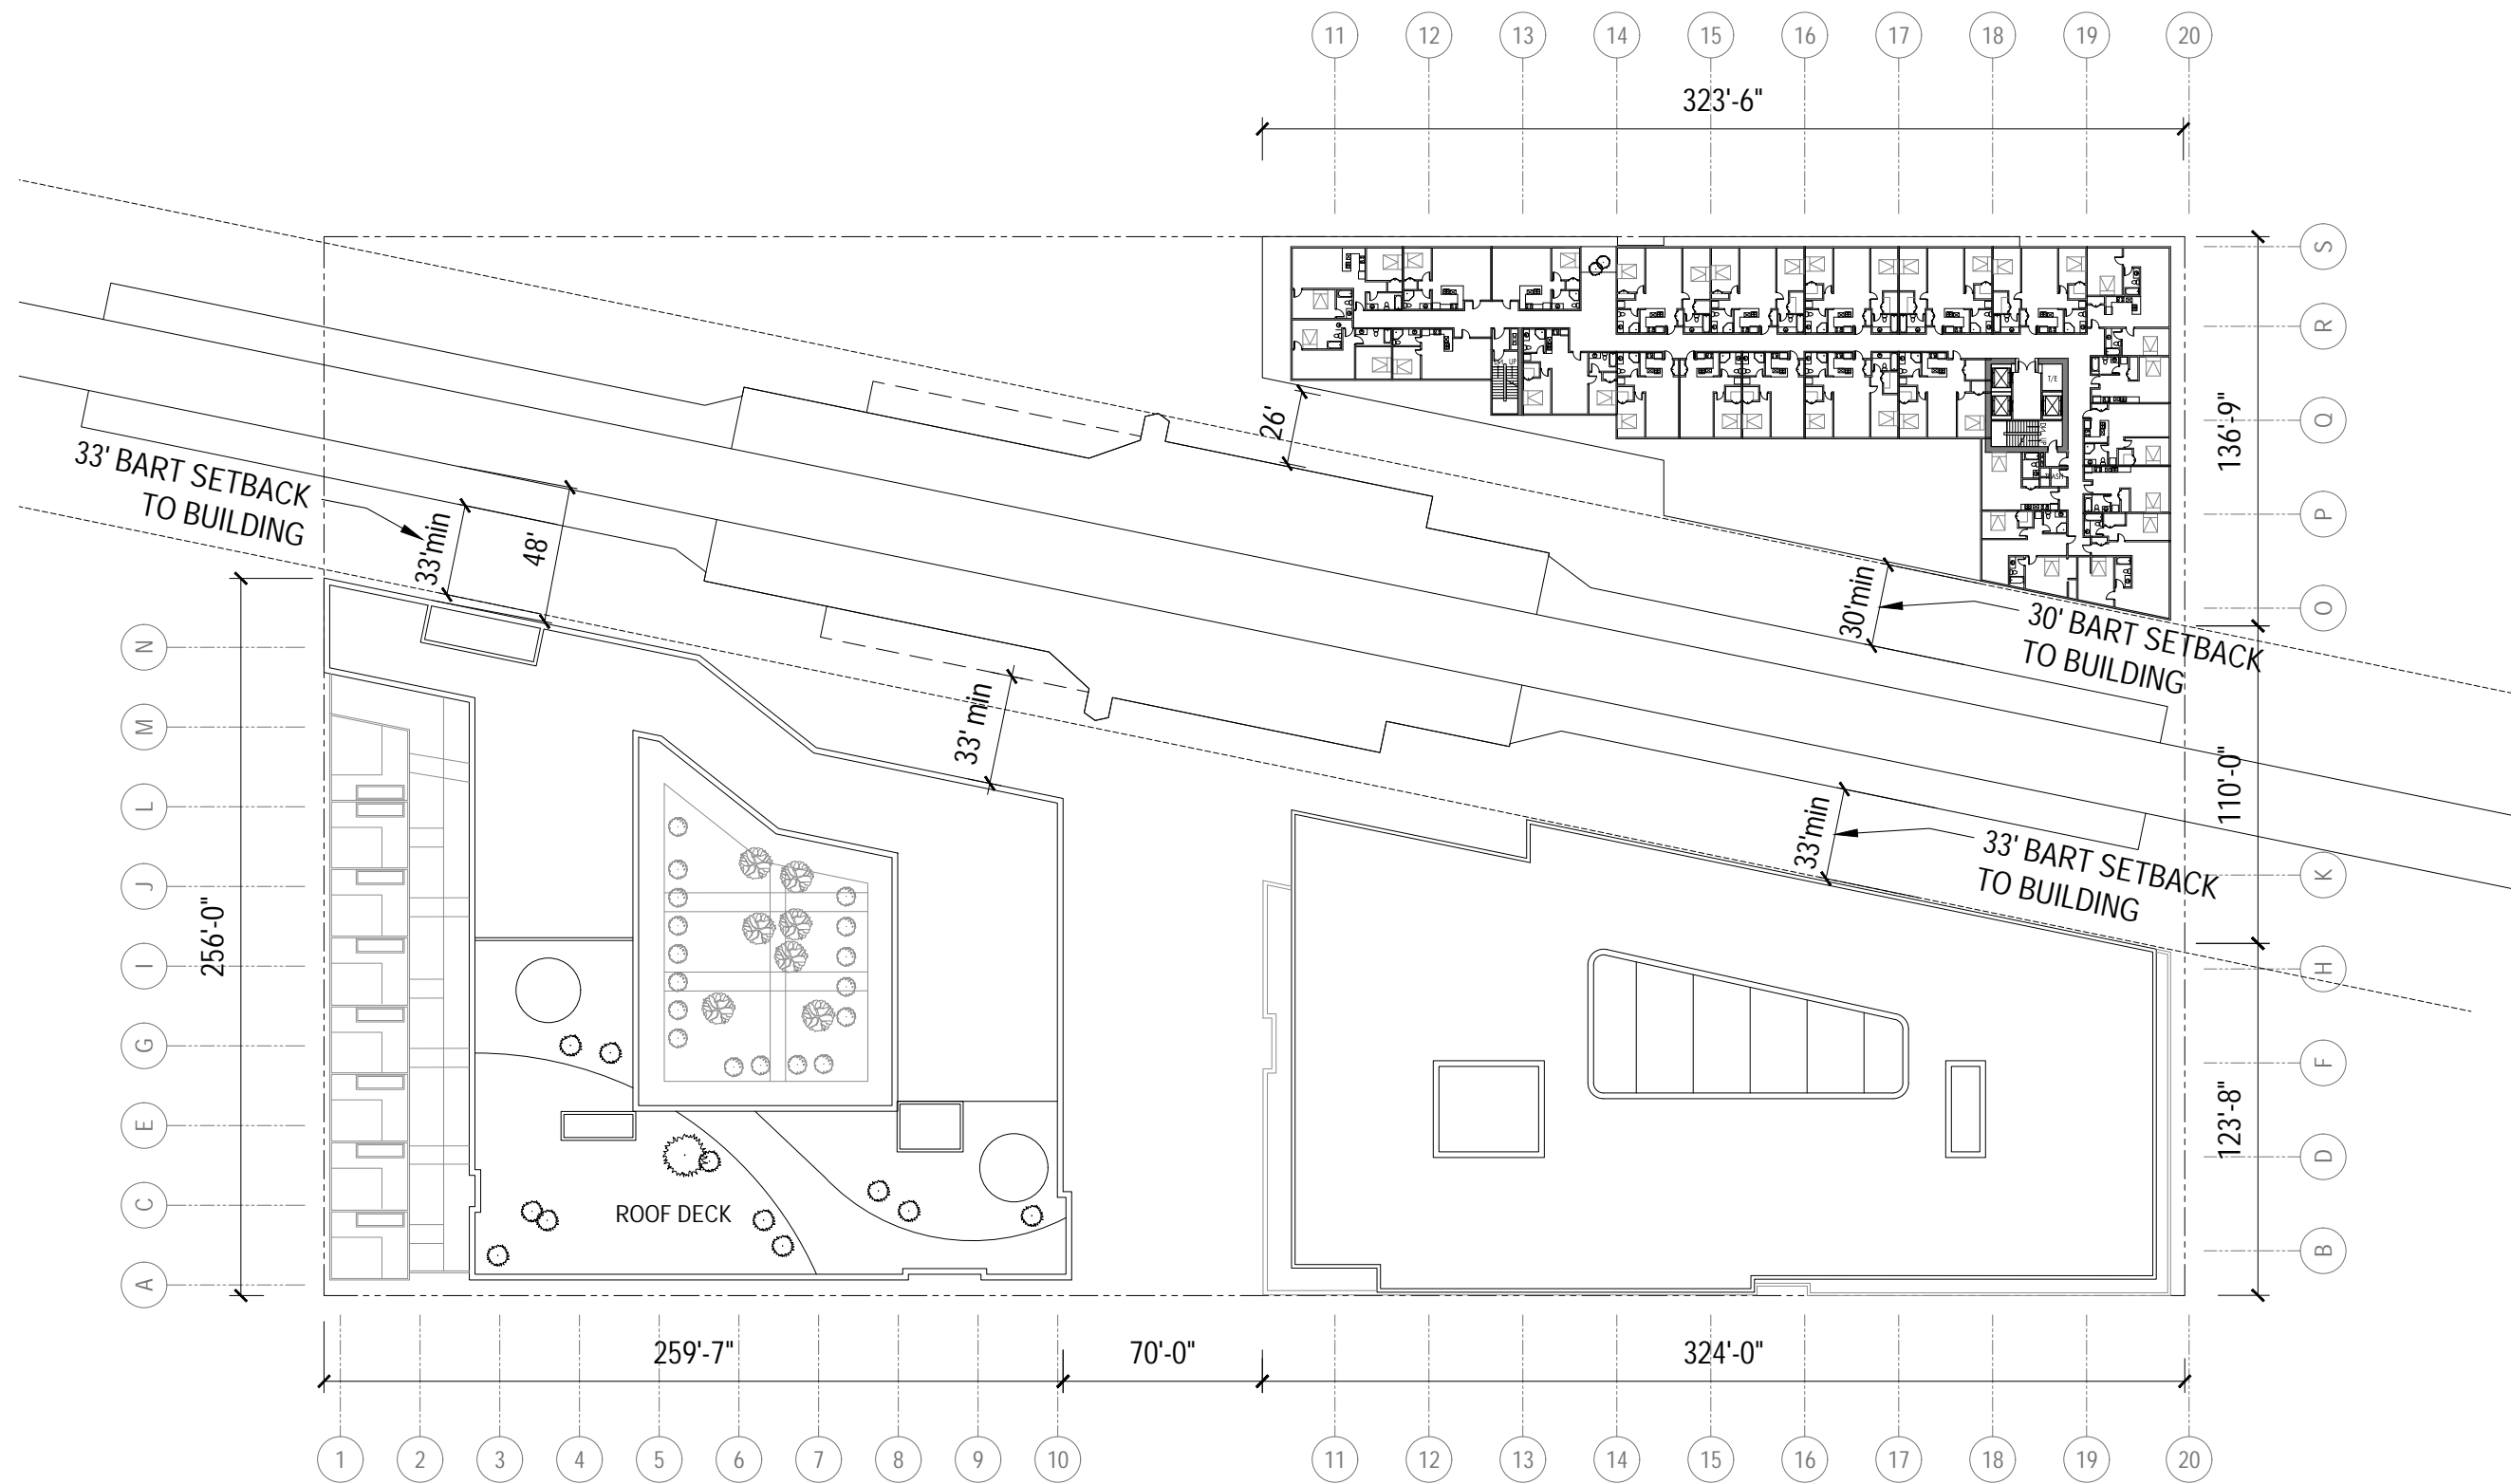 11 12 13 14 15 16 17 18 19 20
323'-6"
S
R
Q
P
O
K
H
F
D
B
136'-9"
110'-0"
123'-8"
26'
T/E
UP
UP
33' BART SETBACK
TO BUILDING
33'min
48'
30'min
30' BART SETBACK
TO BUILDING
33' min
33'min
33' BART SETBACK
TO BUILDING
N
M
L
J
I
G
E
C
A
256'-0"
ROOF DECK
259'-7"
70'-0"
324'-0"
1 2 3 4 5 6 7 8 9 10 11 12 13 14 15 16 17 18 19 20